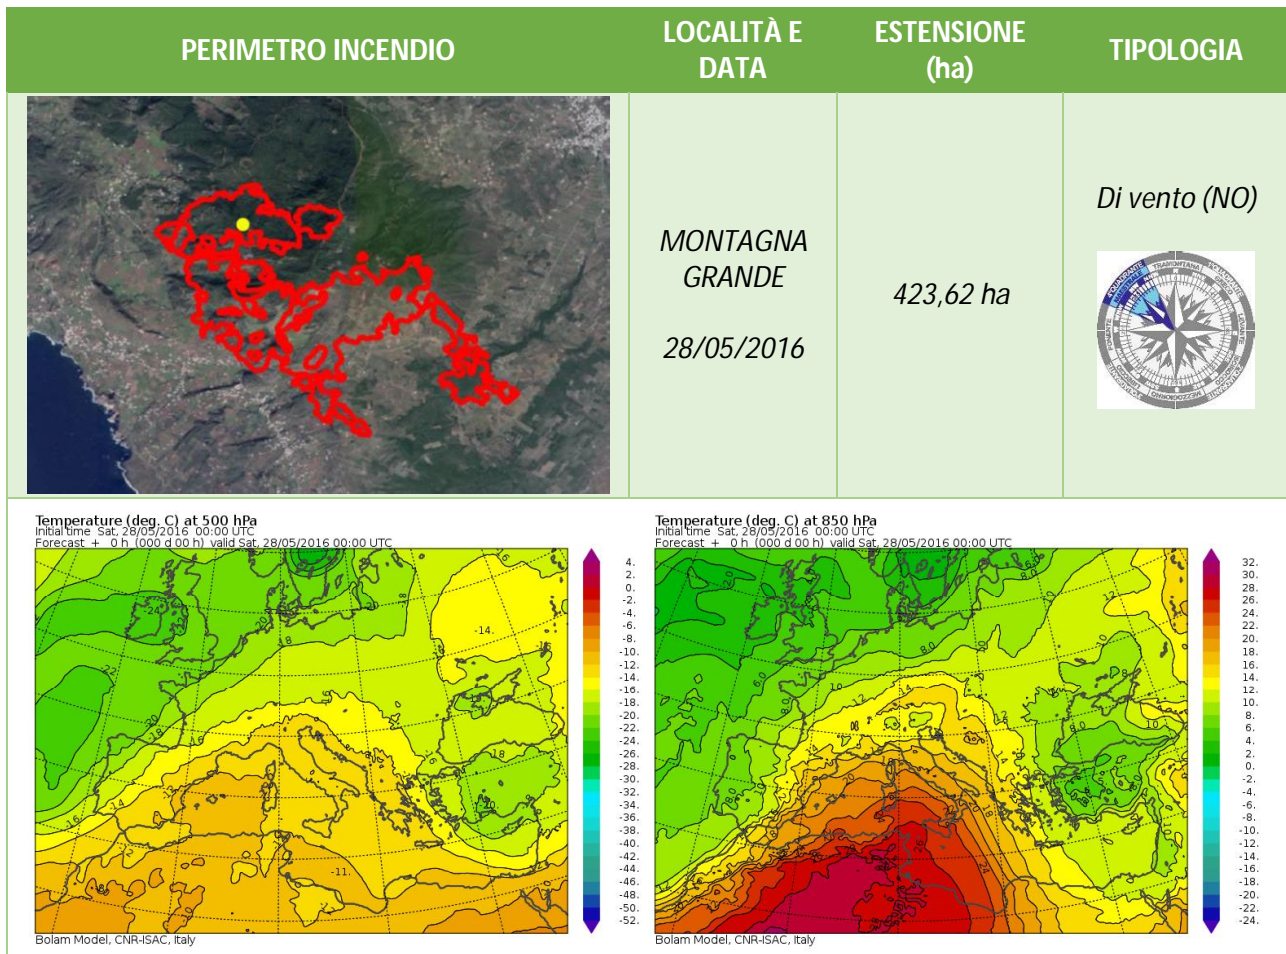 PERIMETRO INCENDIO
LOCALITÀ E
DATA
ESTENSIONE
(ha)
TIPOLOGIA
MONTAGNA
GRANDE
28/05/2016
423,62 ha
Di vento (NO)
TRAMONTANA
LEVANTE
MEZZOGIORNO
PONENTE
MAESTRALE
Temperature (deg. C) at 500 hPa
Initial time Sat, 28/05/2016 00:00 UTC
Forecast + 0 h (000 d 00 h) valid Sat, 28/05/2016 00:00 UTC
4.
2.
0.
-2.
-4.
-6.
-8.
-10.
-12.
-14.
-16.
-18.
-20.
-22.
-24.
-26.
-28.
-30.
-32.
-34.
-36.
-38.
-40.
-42.
-44.
-46.
-48.
-50.
-52.
-14.
-11.
Bolam Model, CNR-ISAC, Italy
Temperature (deg. C) at 850 hPa
Initial time Sat, 28/05/2016 00:00 UTC
Forecast + 0 h (000 d 00 h) valid Sat, 28/05/2016 00:00 UTC
32.
30.
28.
26.
24.
22.
20.
18.
16.
14.
12.
10.
8.
6.
4.
2.
0.
-2.
-4.
-6.
-8.
-10.
-12.
-14.
-16.
-18.
-20.
-22.
-24.
Bolam Model, CNR-ISAC, Italy